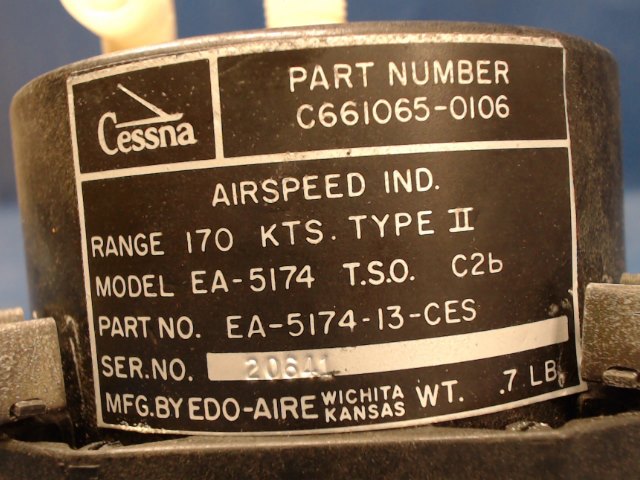 Cessna
PART NUMBER
C661065-0106
AIRSPEED IND.
RANGE 170 KTS. TYPE II
MODEL EA-5174 T.S.O. C2b
PART NO. EA-5174-13-CES
SER.NO. 20641
MFG.BY EDO-AIRE WICHITA KANSAS WT. .7 LB.